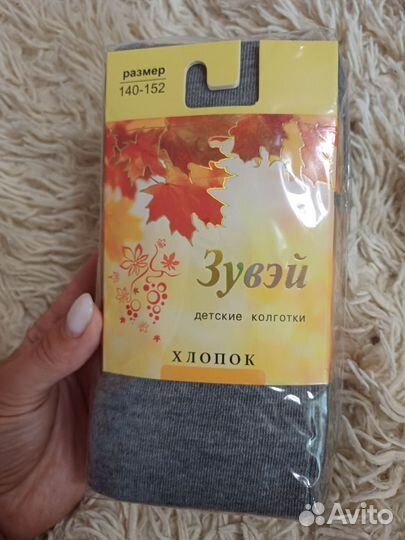 размер
140-152
Зувэй
детские колготки
ХЛОПОК
Avito